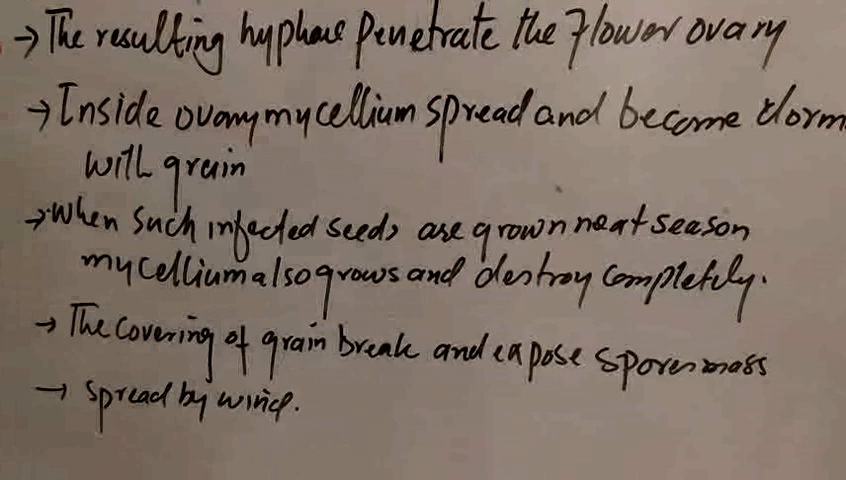 → The resulting hyphae penetrate the flower ovary
→ Inside ovary mycellium spread and become dorm
with grain
→ When such infected seeds are grown next season
mycellium also grows and destroy completely.
→ The covering of grain break and expose spores mass
→ spread by wind.